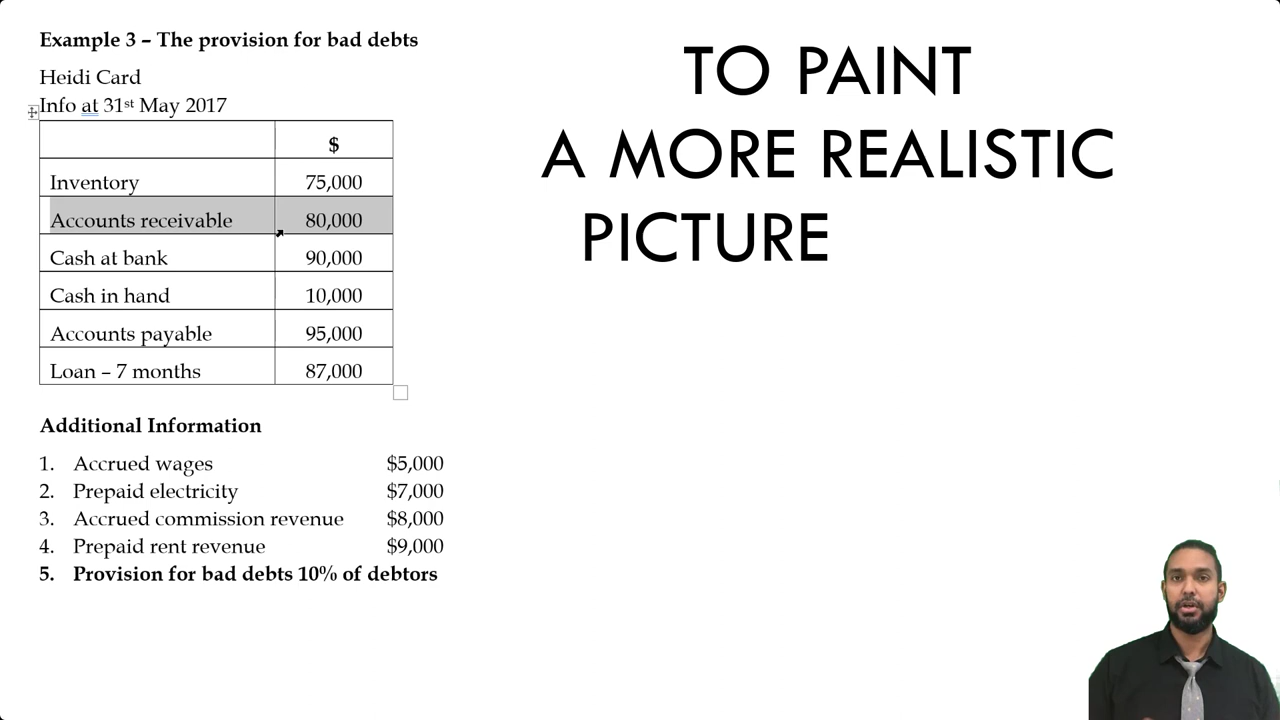 Example 3 – The provision for bad debts
Heidi Card
Info at 31st May 2017
$
Inventory 75,000
Accounts receivable 80,000
Cash at bank 90,000
Cash in hand 10,000
Accounts payable 95,000
Loan – 7 months 87,000
Additional Information
1. Accrued wages $5,000
2. Prepaid electricity $7,000
3. Accrued commission revenue $8,000
4. Prepaid rent revenue $9,000
5. Provision for bad debts 10% of debtors
TO PAINT
A MORE REALISTIC
PICTURE